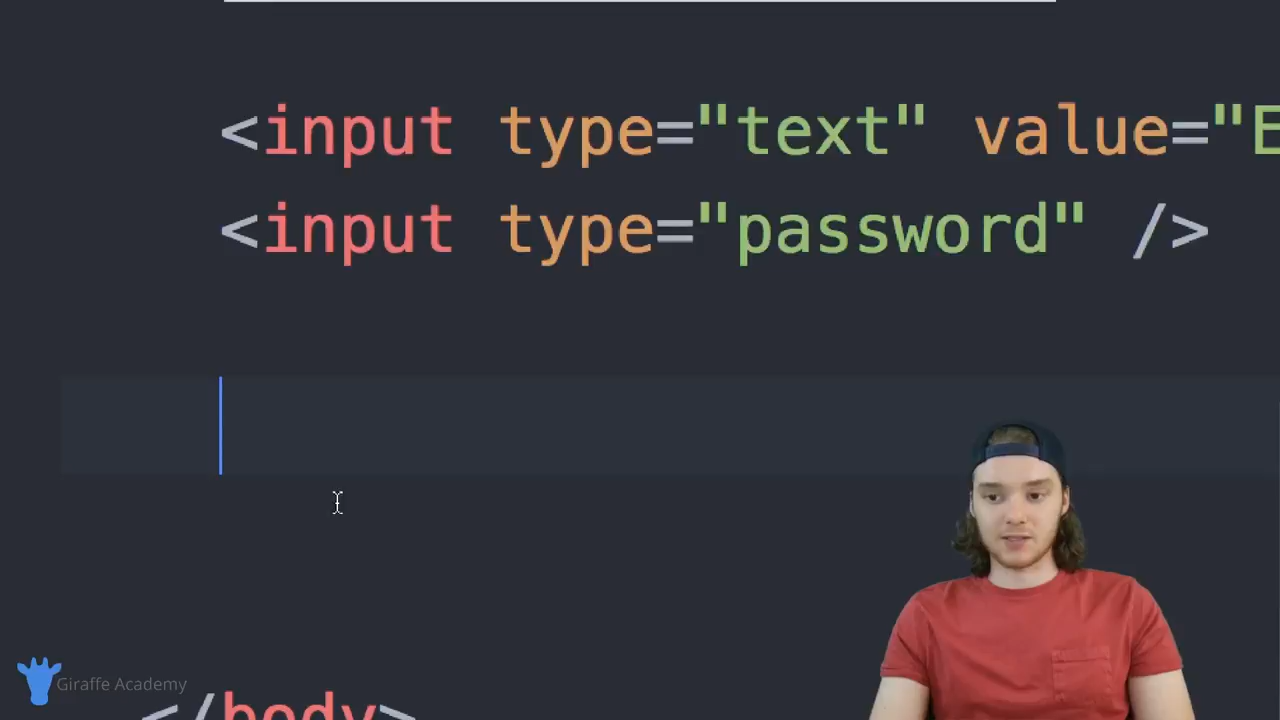 <input type="text" value="E
<input type="password" />
</body>
Giraffe Academy